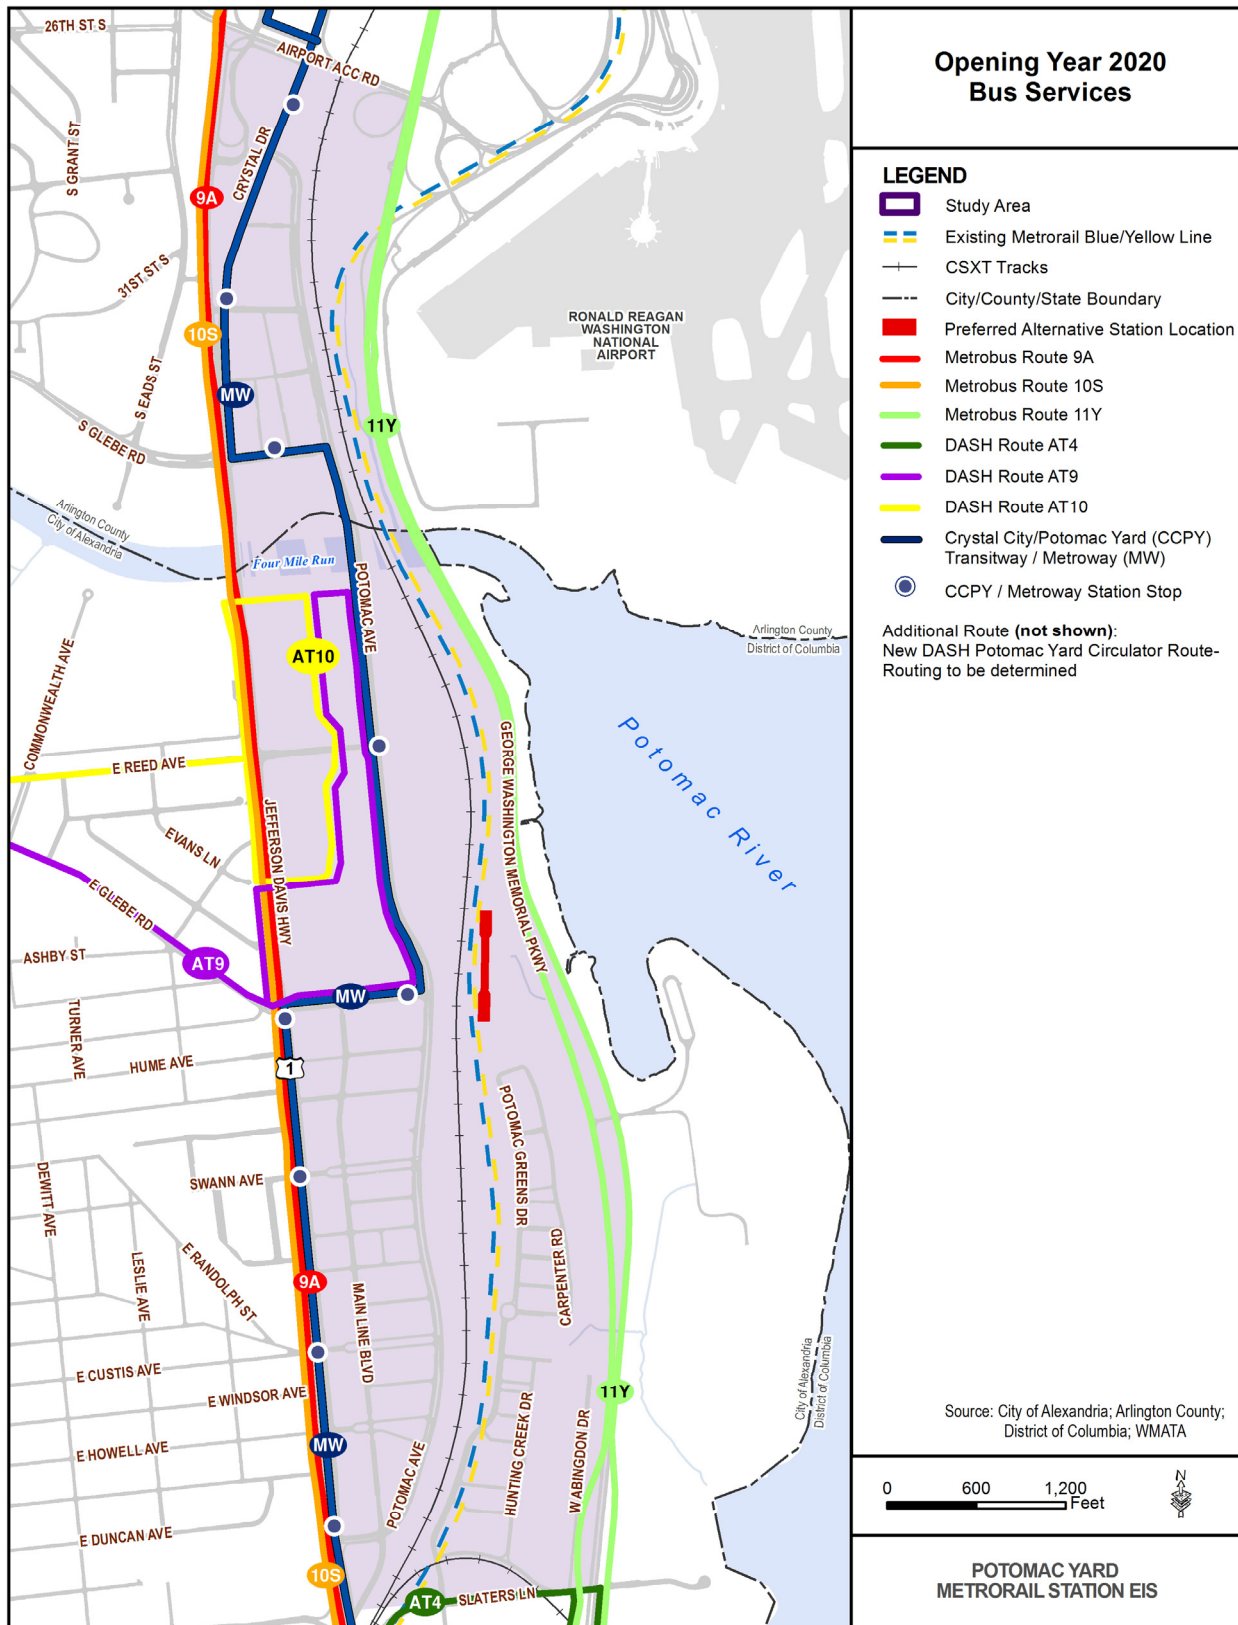 Opening Year 2020
Bus Services
LEGEND
Study Area
Existing Metrorail Blue/Yellow Line
CSXT Tracks
City/County/State Boundary
Preferred Alternative Station Location
Metrobus Route 9A
Metrobus Route 10S
Metrobus Route 11Y
DASH Route AT4
DASH Route AT9
DASH Route AT10
Crystal City/Potomac Yard (CCPY)
Transitway / Metroway (MW)
CCPY / Metroway Station Stop
Additional Route (not shown):
New DASH Potomac Yard Circulator Route-
Routing to be determined
Source: City of Alexandria; Arlington County;
District of Columbia; WMATA
0 600 1,200
Feet
N
POTOMAC YARD
METRORAIL STATION EIS
26TH ST S
AIRPORT ACC RD
S GRANT ST
CRYSTAL DR
9A
31ST ST S
10S
RONALD REAGAN
WASHINGTON
NATIONAL
AIRPORT
S EADS ST
MW
11Y
S GLEBE RD
Arlington County
City of Alexandria
Four Mile Run
POTOMAC AVE
Arlington County
District of Columbia
AT10
COMMONWEALTH AVE
GEORGE WASHINGTON MEMORIAL PKWY
Potomac River
E REED AVE
JEFFERSON DAVIS HWY
EVANS LN
E GLEBE RD
ASHBY ST
AT9
MW
TURNER AVE
HUME AVE
1
POTOMAC GREENS DR
SWANN AVE
DEWITT AVE
E RANDOLPH ST
LESLIE AVE
9A
MAIN LINE BLVD
CARPENTER RD
City of Alexandria
District of Columbia
E CUSTIS AVE
E WINDSOR AVE
11Y
HUNTING CREEK DR
W ABINGDON DR
E HOWELL AVE
MW
POTOMAC AVE
E DUNCAN AVE
10S
AT4
SLATERS LN